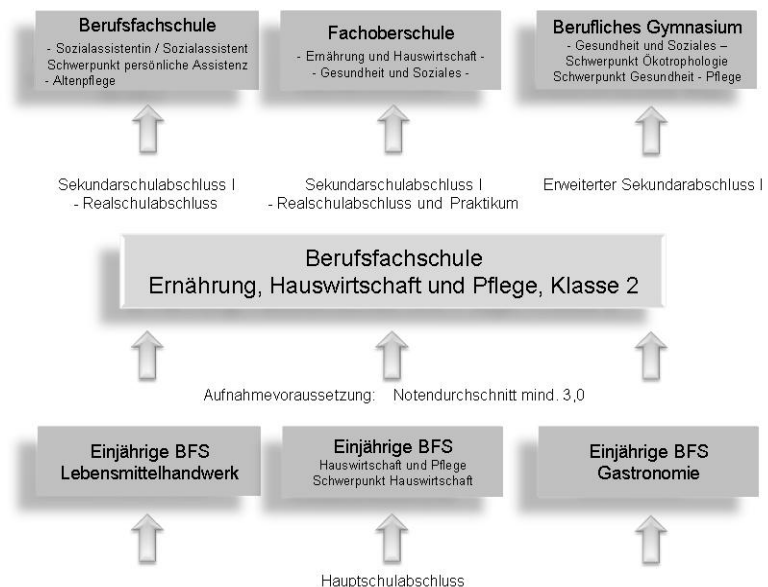 Berufsfachschule
- Sozialassistentin / Sozialassistent
Schwerpunkt persönliche Assistenz
- Altenpflege
Fachoberschule
- Ernährung und Hauswirtschaft -
- Gesundheit und Soziales -
Berufliches Gymnasium
- Gesundheit und Soziales –
Schwerpunkt Ökotrophologie
Schwerpunkt Gesundheit - Pflege
Sekundarschulabschluss I
- Realschulabschluss
Sekundarschulabschluss I
- Realschulabschluss und Praktikum
Erweiterter Sekundarabschluss I
Berufsfachschule
Ernährung, Hauswirtschaft und Pflege, Klasse 2
Aufnahmevoraussetzung: Notendurchschnitt mind. 3,0
Einjährige BFS
Lebensmittelhandwerk
Einjährige BFS
Hauswirtschaft und Pflege
Schwerpunkt Hauswirtschaft
Einjährige BFS
Gastronomie
Hauptschulabschluss